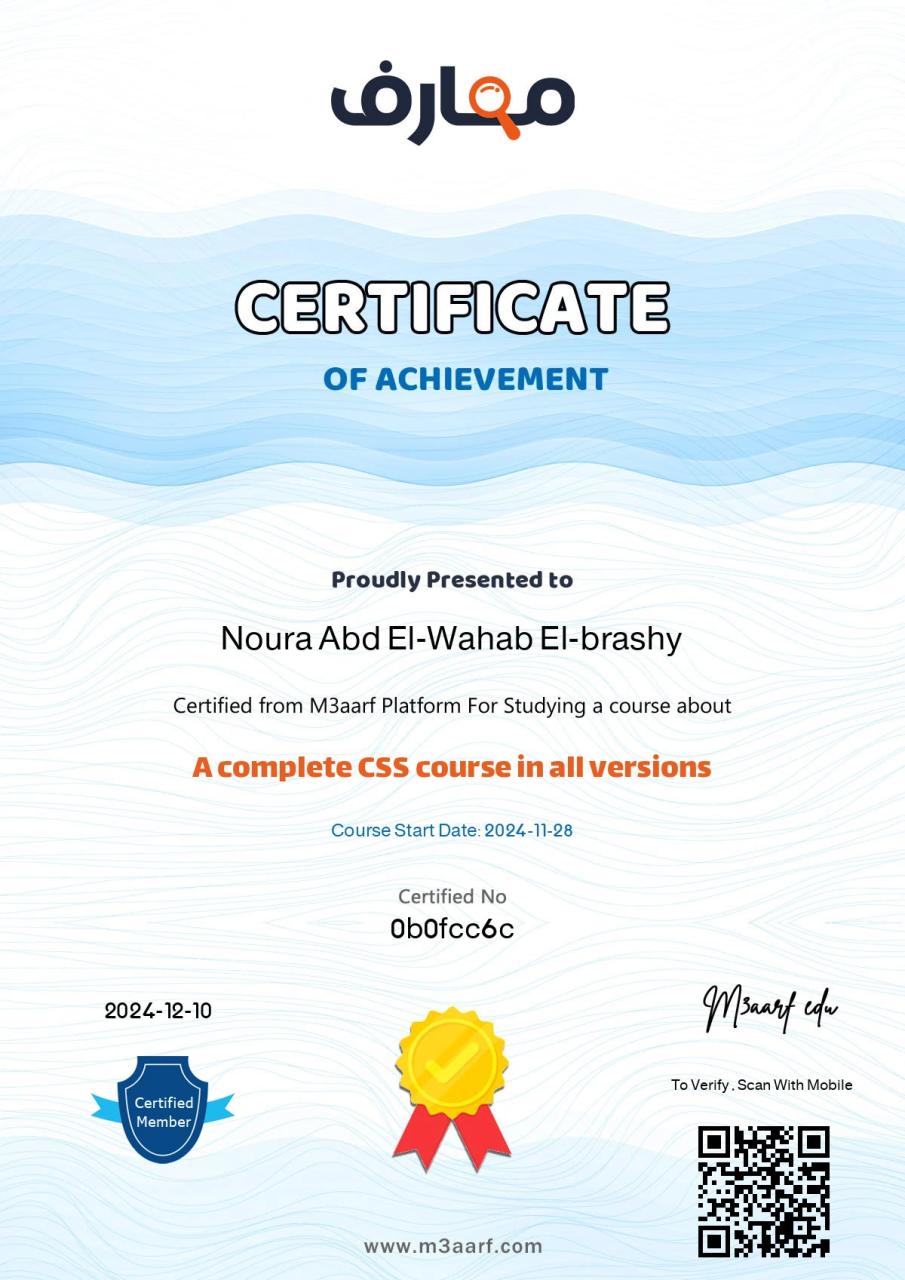 معارف
CERTIFICATE
OF ACHIEVEMENT
Proudly Presented to
Noura Abd El-Wahab El-brashy
Certified from M3aarf Platform For Studying a course about
A complete CSS course in all versions
Course Start Date: 2024-11-28
Certified No
0b0fcc6c
2024-12-10
M3aarf edu
Certified
Member
To Verify , Scan With Mobile
www.m3aarf.com